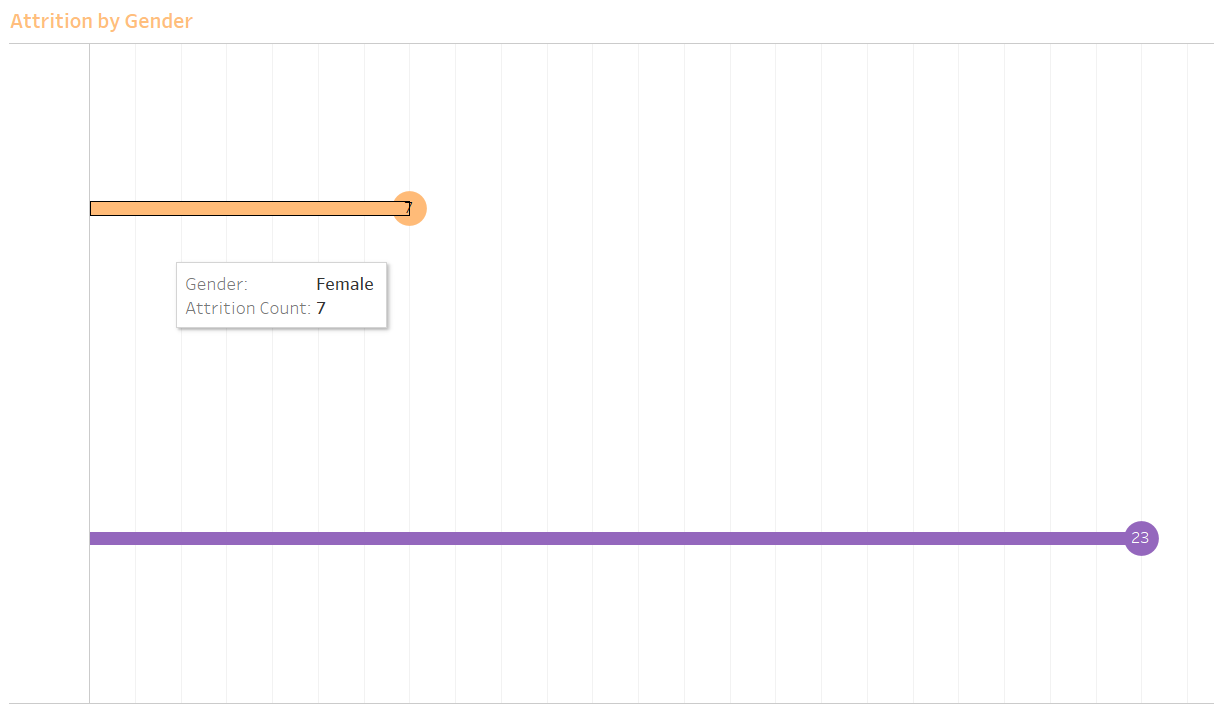 Attrition by Gender
7
Gender: Female
Attrition Count: 7
23